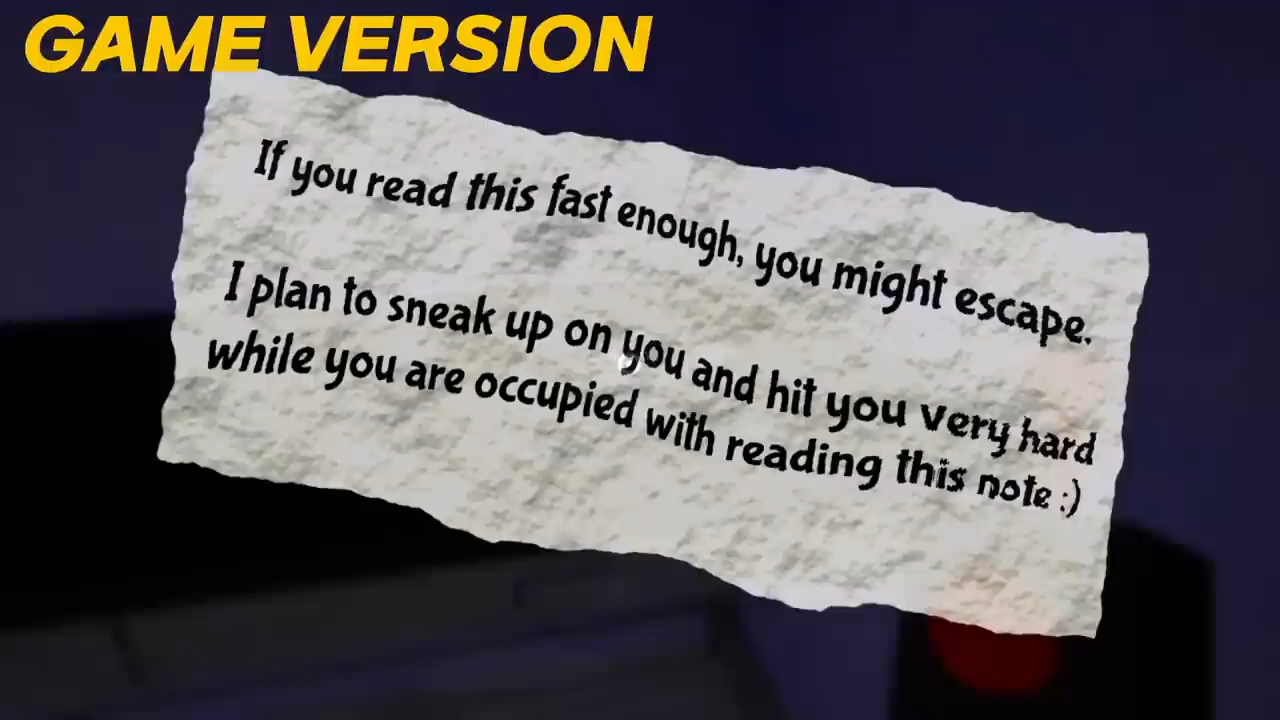 GAME VERSION
If you read this fast enough, you might escape.
I plan to sneak up on you and hit you very hard
while you are occupied with reading this note :)